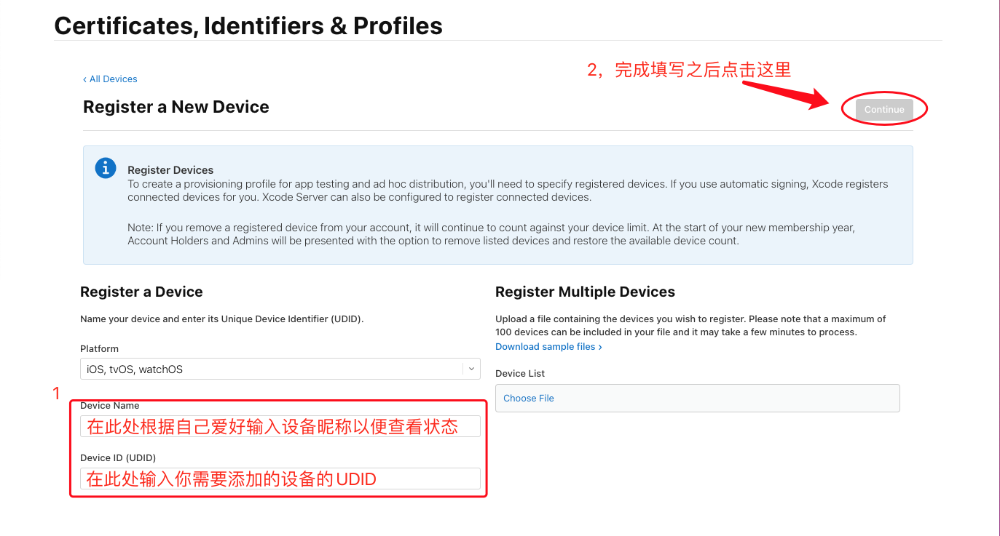 Certificates, Identifiers & Profiles
‹ All Devices
2，完成填写之后点击这里
Register a New Device
Continue
Register Devices
To create a provisioning profile for app testing and ad hoc distribution, you'll need to specify registered devices. If you use automatic signing, Xcode registers
connected devices for you. Xcode Server can also be configured to register connected devices.
Note: If you remove a registered device from your account, it will continue to count against your device limit. At the start of your new membership year,
Account Holders and Admins will be presented with the option to remove listed devices and restore the available device count.
Register a Device
Name your device and enter its Unique Device Identifier (UDID).
Platform
iOS, tvOS, watchOS
1
Device Name
在此处根据自己爱好输入设备昵称以便查看状态
Device ID (UDID)
在此处输入你需要添加的设备的UDID
Register Multiple Devices
Upload a file containing the devices you wish to register. Please note that a maximum of
100 devices can be included in your file and it may take a few minutes to process.
Download sample files ›
Device List
Choose File